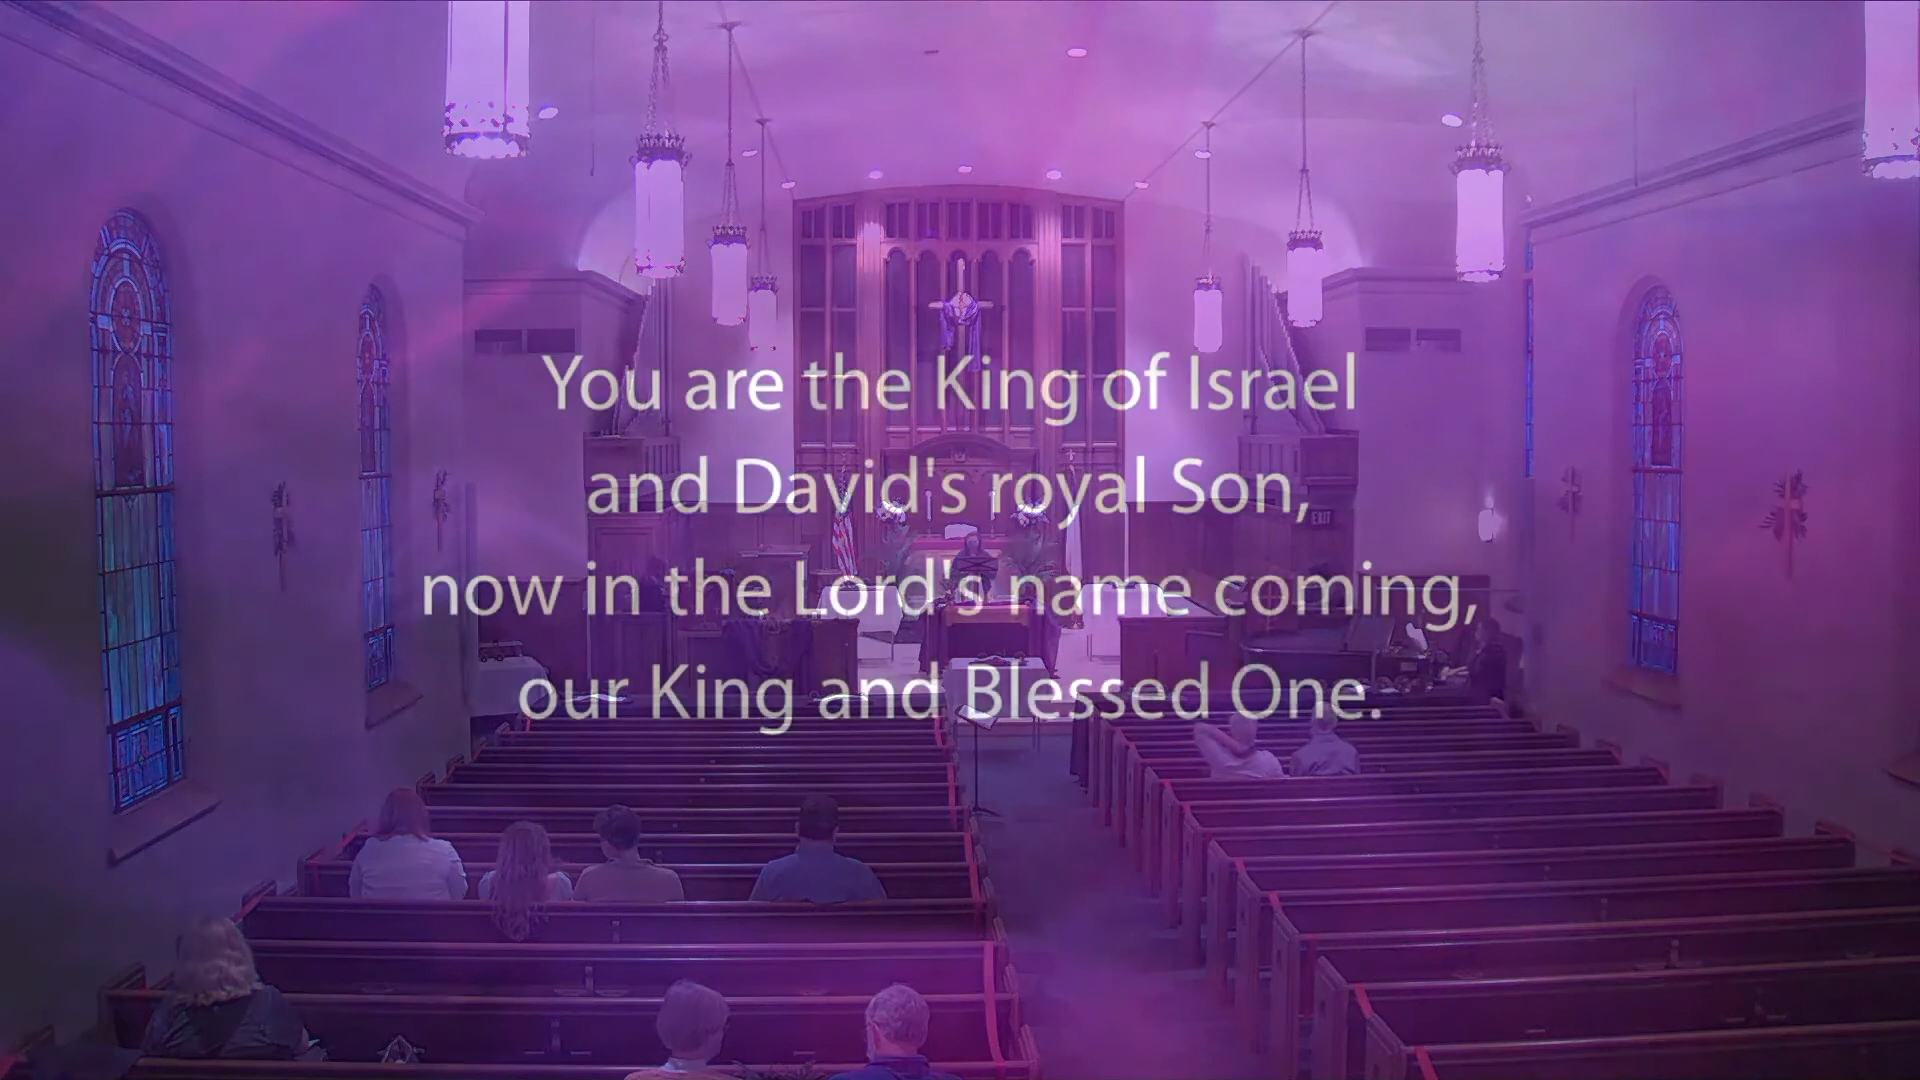 You are the King of Israel
and David's royal Son,
now in the Lord's name coming,
our King and Blessed One.
EXIT